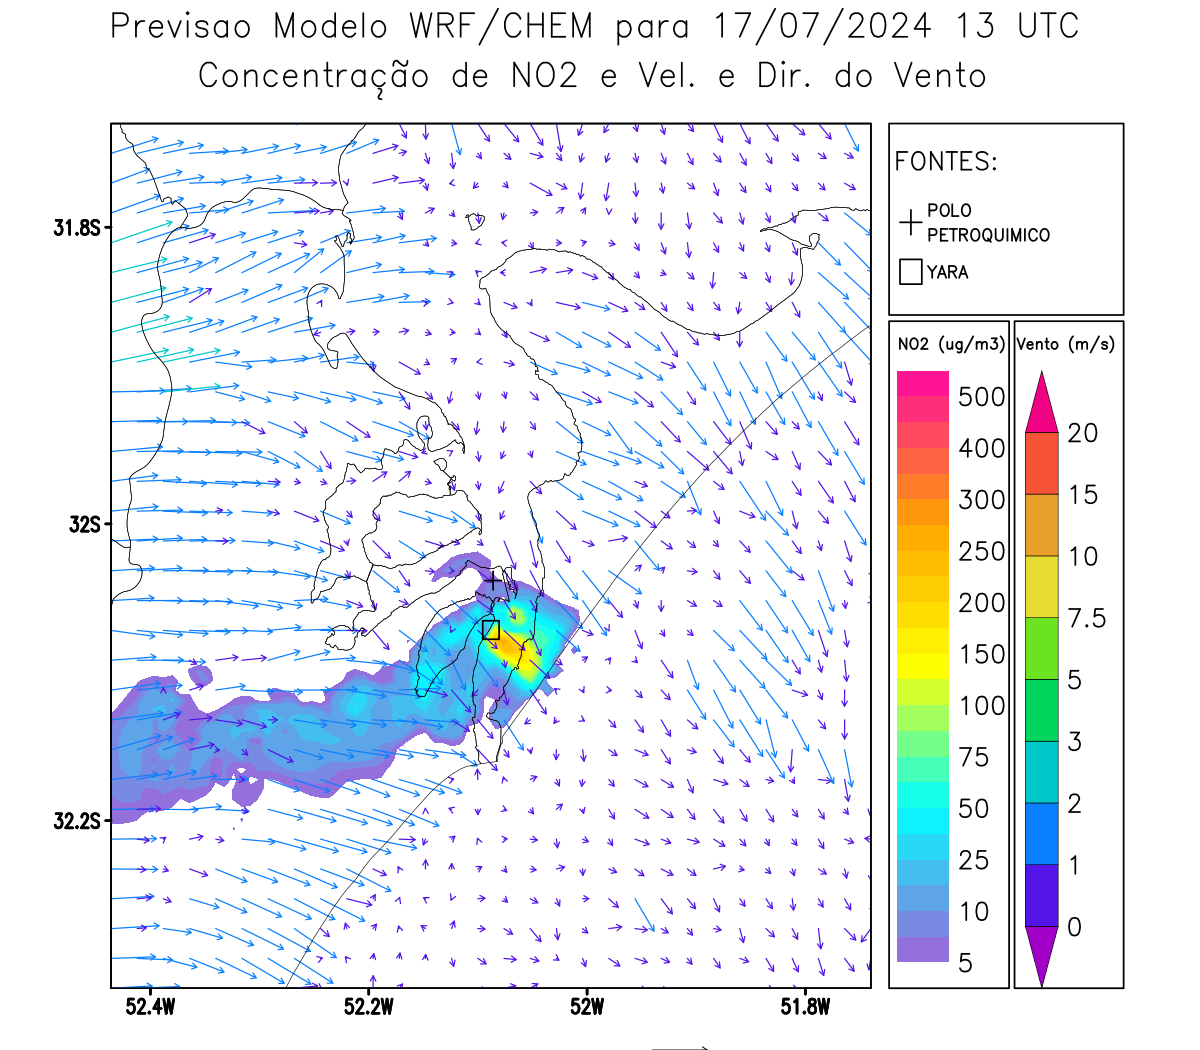 Previsao Modelo WRF/CHEM para 17/07/2024 13 UTC
Concentração de NO2 e Vel. e Dir. do Vento
FONTES:
POLO
PETROQUIMICO
YARA
NO2 (ug/m3)
500
400
300
250
200
150
100
75
50
25
10
5
Vento (m/s)
20
15
10
7.5
5
3
2
1
0
31.8S
32S
32.2S
52.4W
52.2W
52W
51.8W